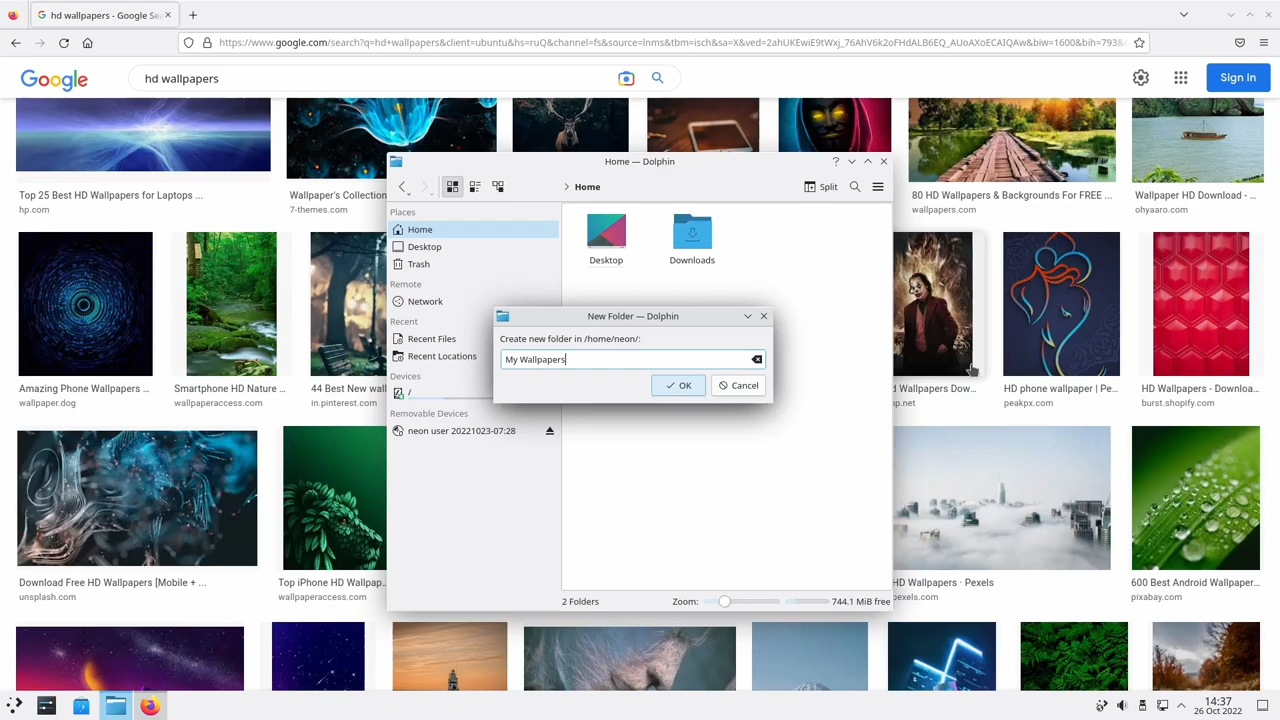 hd wallpapers - Google Sea
https://www.google.com/search?q=hd+wallpapers&client=ubuntu&hs=ruQ&channel=fs&source=lnms&tbm=isch&sa=X&ved=2ahUKEwiE9tWxj_76AhV6k2oFHdALB6EQ_AUoAXoECAIQAw&biw=1600&bih=793&
Google
hd wallpapers
Sign in
Top 25 Best HD Wallpapers for Laptops ...
hp.com
Wallpaper's Collection
7-themes.com
80 HD Wallpapers & Backgrounds For FREE ...
wallpapers.com
Wallpaper HD Download - ...
ohyaaro.com
Home — Dolphin
Home
Split
Places
Home
Desktop
Trash
Remote
Network
Recent
Recent Files
Recent Locations
Devices
/
Removable Devices
neon user 20221023-07:28
Desktop
Downloads
New Folder — Dolphin
Create new folder in /home/neon/:
My Wallpapers
OK
Cancel
2 Folders
Zoom:
744.1 MiB free
Amazing Phone Wallpapers ...
wallpaper.dog
Smartphone HD Nature ...
wallpaperaccess.com
44 Best New wall
in.pinterest.com
d Wallpapers Dow...
np.net
HD phone wallpaper | Pe...
peakpx.com
HD Wallpapers - Downloa...
burst.shopify.com
Download Free HD Wallpapers [Mobile + ...
unsplash.com
Top iPhone HD Wallpap
wallpaperaccess.com
HD Wallpapers · Pexels
pexels.com
600 Best Android Wallpaper...
pixabay.com
14:37
26 Oct 2022